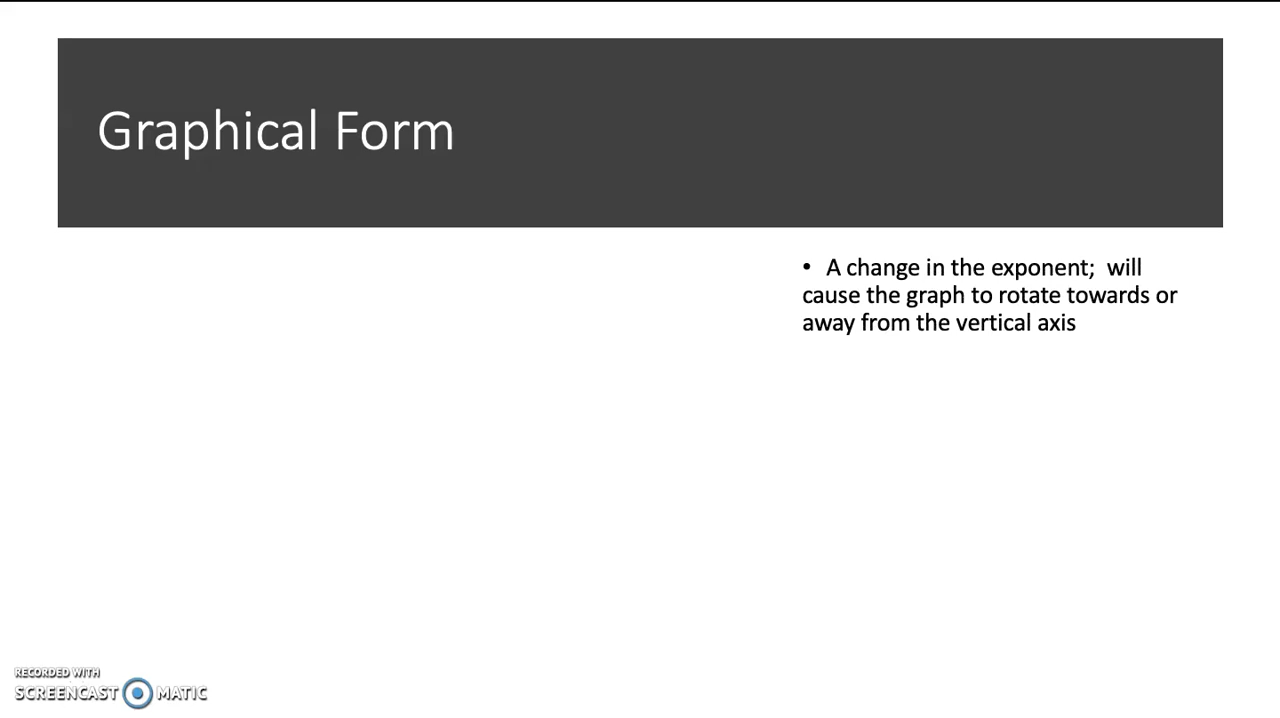 Graphical Form
• A change in the exponent;  will
cause the graph to rotate towards or
away from the vertical axis
RECORDED WITH
SCREENCAST MATIC